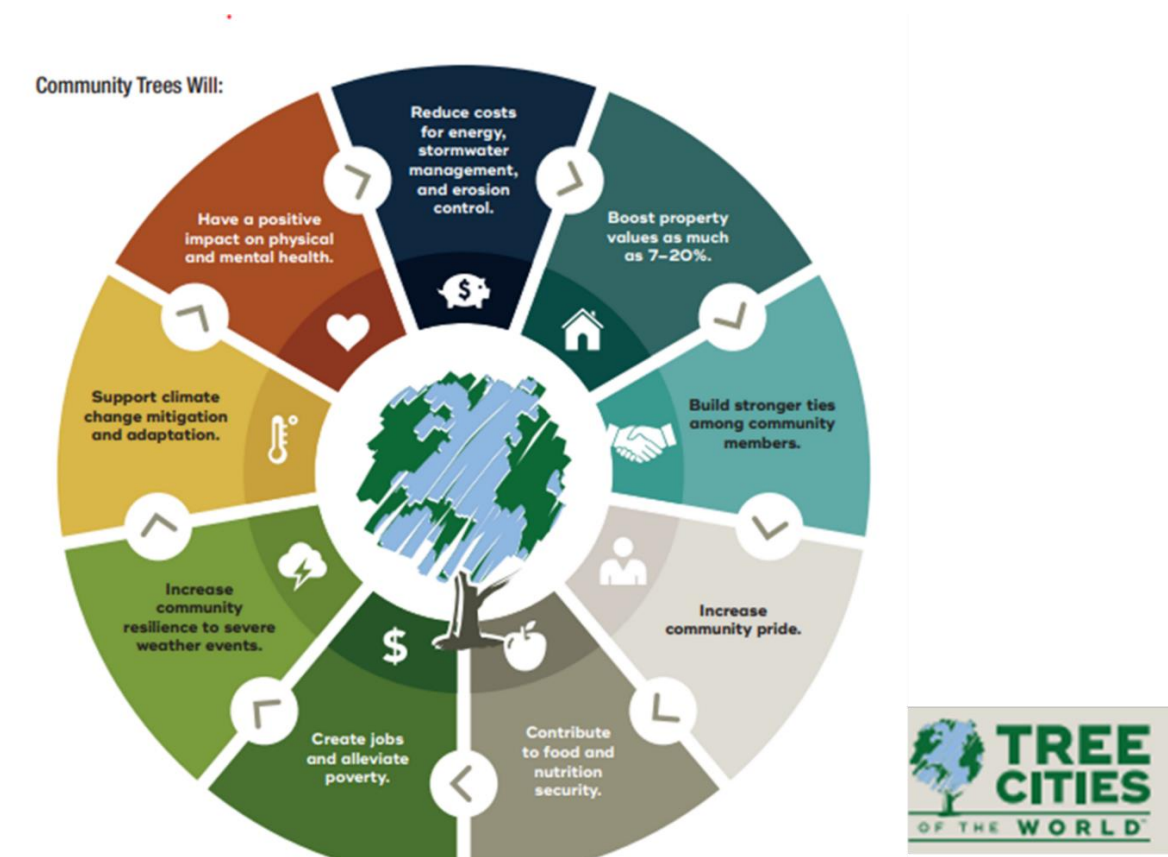 Community Trees Will:
Reduce costs
for energy,
stormwater
management,
and erosion
control.
$
Boost property
values as much
as 7–20%.
Build stronger ties
among community
members.
Increase
community pride.
Contribute
to food and
nutrition
security.
$
Create jobs
and alleviate
poverty.
Increase
community
resilience to severe
weather events.
Support climate
change mitigation
and adaptation.
Have a positive
impact on physical
and mental health.
TREE
CITIES
OF THE WORLD™